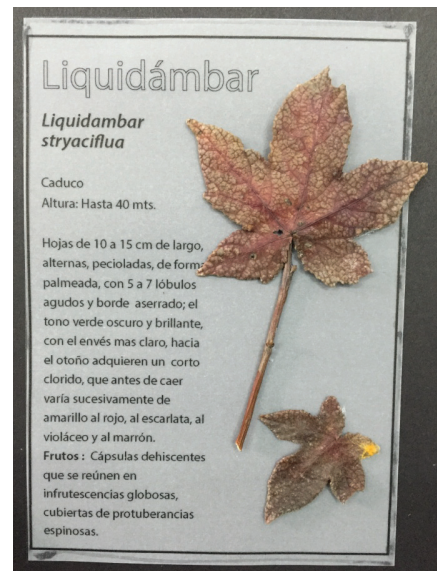 Liquidámbar
Liquidambar
stryaciflua
Caduco
Altura: Hasta 40 mts.
Hojas de 10 a 15 cm de largo,
alternas, pecioladas, de form
palmeada, con 5 a 7 lóbulos
agudos y borde aserrado; el
tono verde oscuro y brillante,
con el envés mas claro, hacia
el otoño adquieren un corto
clorido, que antes de caer
varía sucesivamente de
amarillo al rojo, al escarlata, al
violáceo y al marrón.
Frutos : Cápsulas dehiscentes
que se reúnen en
infrutescencias globosas,
cubiertas de protuberancias
espinosas.